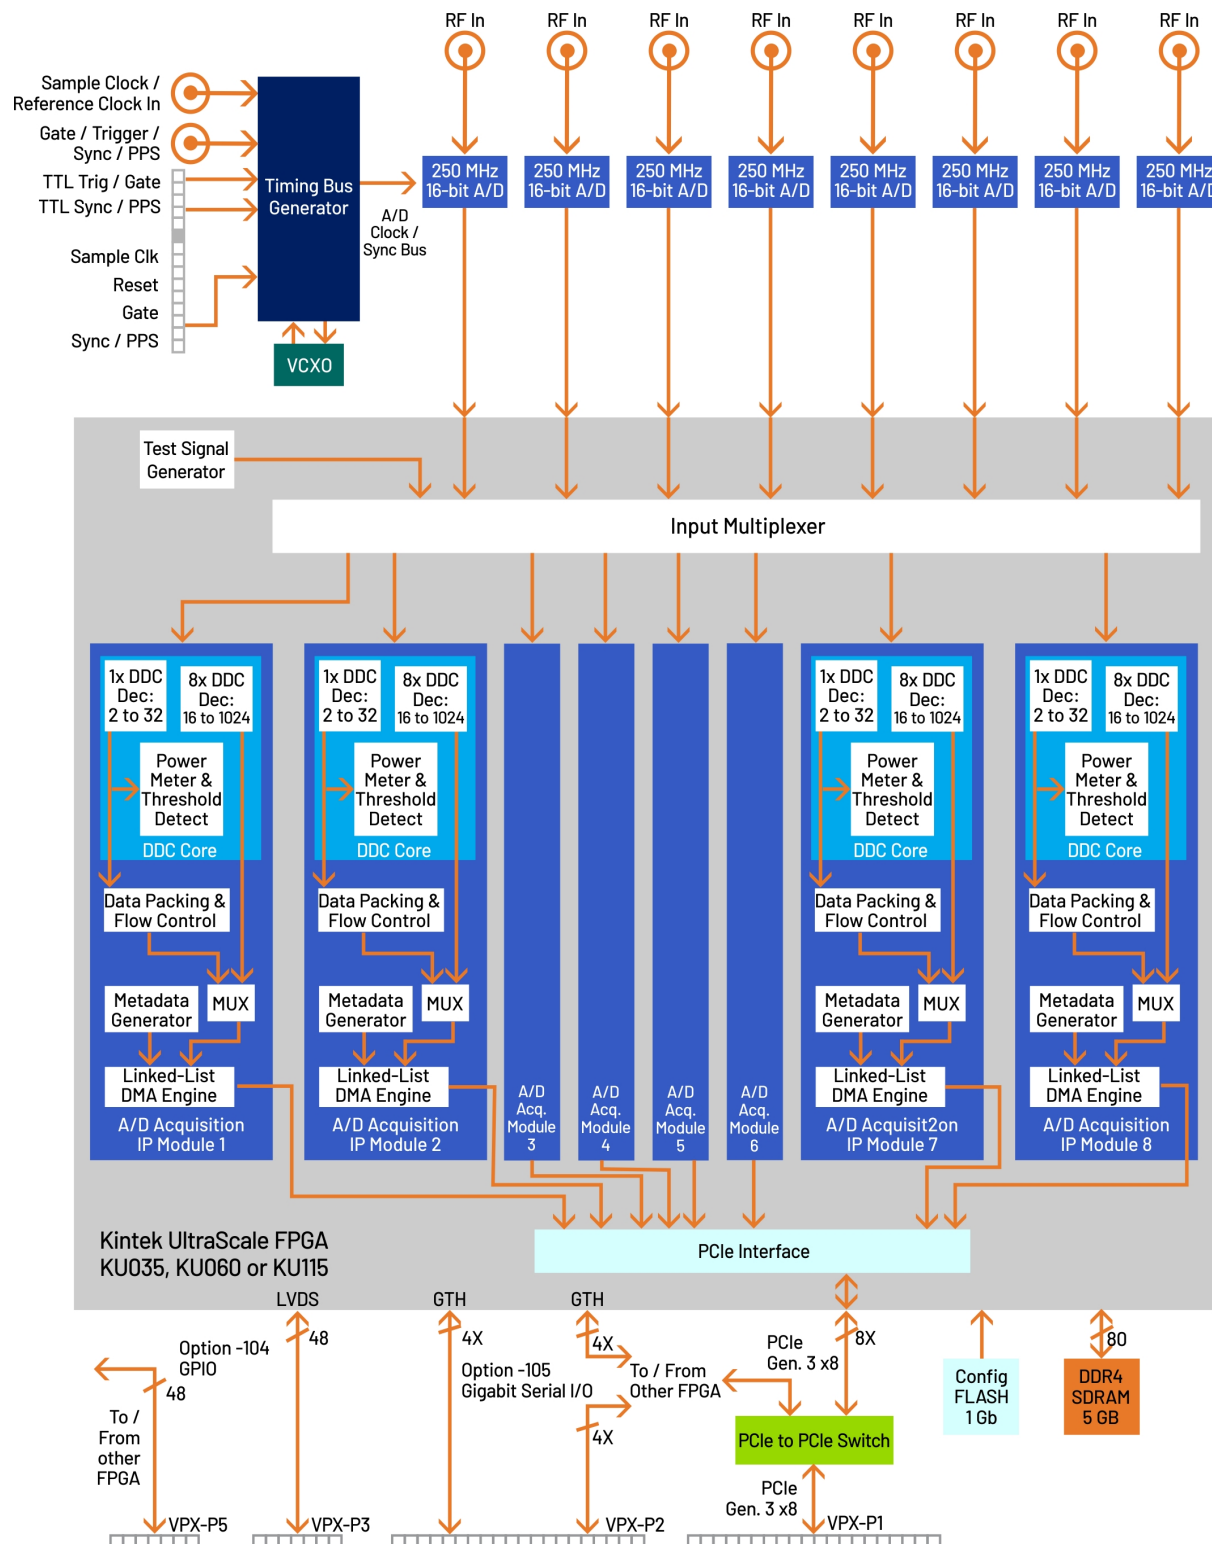 RF In
RF In
RF In
RF In
RF In
RF In
RF In
RF In
Sample Clock /
Reference Clock In
Gate / Trigger /
Sync / PPS
TTL Trig / Gate
TTL Sync / PPS
Sample Clk
Reset
Gate
Sync / PPS
Timing Bus
Generator
VCXO
A/D
Clock /
Sync Bus
250 MHz
16-bit A/D
250 MHz
16-bit A/D
250 MHz
16-bit A/D
250 MHz
16-bit A/D
250 MHz
16-bit A/D
250 MHz
16-bit A/D
250 MHz
16-bit A/D
250 MHz
16-bit A/D
Test Signal
Generator
Input Multiplexer
1x DDC
Dec:
2 to 32
8x DDC
Dec:
16 to 1024
Power
Meter &
Threshold
Detect
DDC Core
Data Packing &
Flow Control
Metadata
Generator
MUX
Linked-List
DMA Engine
A/D Acquisition
IP Module 1
1x DDC
Dec:
2 to 32
8x DDC
Dec:
16 to 1024
Power
Meter &
Threshold
Detect
DDC Core
Data Packing &
Flow Control
Metadata
Generator
MUX
Linked-List
DMA Engine
A/D Acquisition
IP Module 2
A/D
Acq.
Module
3
A/D
Acq.
Module
4
A/D
Acq.
Module
5
A/D
Acq.
Module
6
1x DDC
Dec:
2 to 32
8x DDC
Dec:
16 to 1024
Power
Meter &
Threshold
Detect
DDC Core
Data Packing &
Flow Control
Metadata
Generator
MUX
Linked-List
DMA Engine
A/D Acquisit2on
IP Module 7
1x DDC
Dec:
2 to 32
8x DDC
Dec:
16 to 1024
Power
Meter &
Threshold
Detect
DDC Core
Data Packing &
Flow Control
Metadata
Generator
MUX
Linked-List
DMA Engine
A/D Acquisition
IP Module 8
Kintek UltraScale FPGA
KU035, KU060 or KU115
PCIe Interface
LVDS
GTH
GTH
48
4X
4X
8X
80
Option -104
GPIO
48
To /
From
other
FPGA
Option -105
Gigabit Serial I/O
To / From
Other FPGA
4X
PCIe
Gen. 3 x8
PCIe to PCIe Switch
PCIe
Gen. 3 x8
Config
FLASH
1 Gb
DDR4
SDRAM
5 GB
VPX-P5
VPX-P3
VPX-P2
VPX-P1